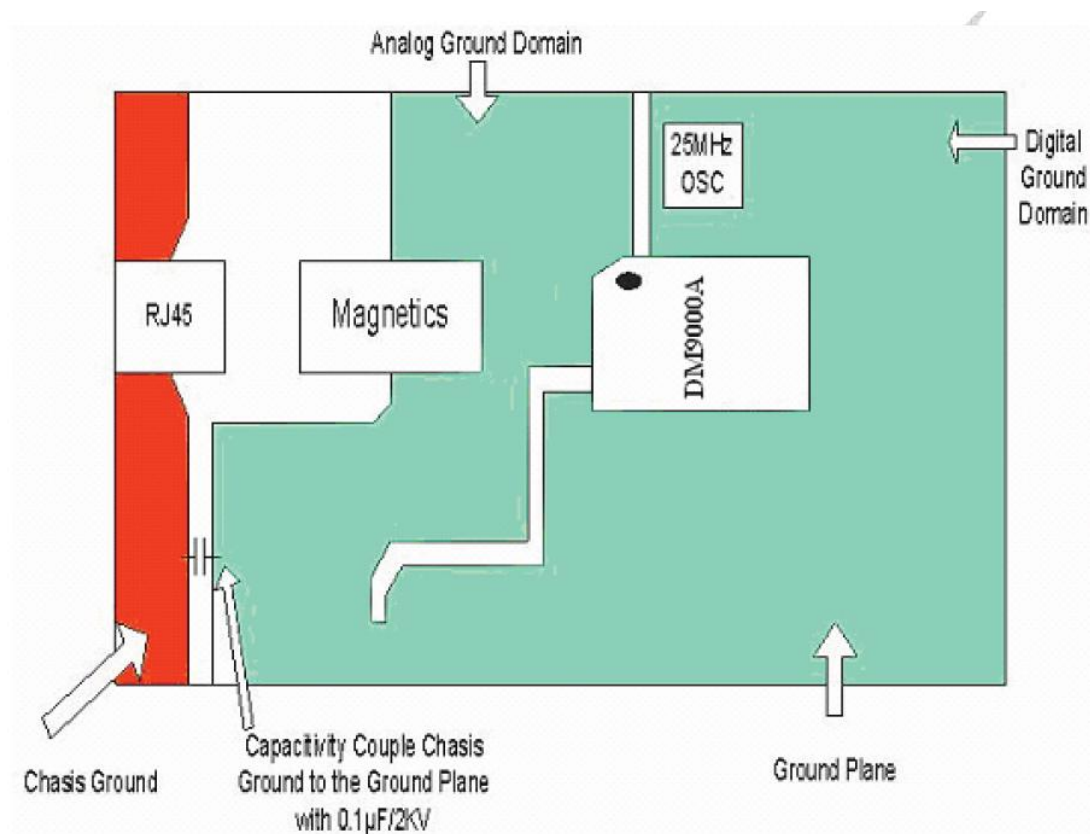 Analog Ground Domain
25MHz
OSC
Digital
Ground
Domain
RJ45
Magnetics
DM9000A
Chasis Ground
Capacitivity Couple Chasis
Ground to the Ground Plane
with 0.1µF/2KV
Ground Plane